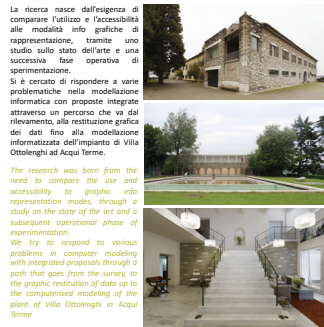 La ricerca nasce dall'esigenza di
comparare l'utilizzo e l'accessibilità
alle modalità info grafiche di
rappresentazione, tramite uno
studio sullo stato dell'arte e una
successiva fase operativa di
sperimentazione.
Si è cercato di rispondere a varie
problematiche nella modellazione
informatica con proposte integrate
attraverso un percorso che va dal
rilevamento, alla restituzione grafica
dei dati fino alla modellazione
informatizzata dell'impianto di Villa
Ottolenghi ad Acqui Terme.
The research was born from the
need to compare the use and
accessibility to graphic info
representation modes, through a
study on the state of the art and a
subsequent operational phase of
experimentation.
We try to respond to various
problems in computer modeling
with integrated proposals through a
path that goes from the survey, to
the graphic restitution of data up to
the computerized modeling of the
plant of Villa Ottolenghi in Acqui
Terme